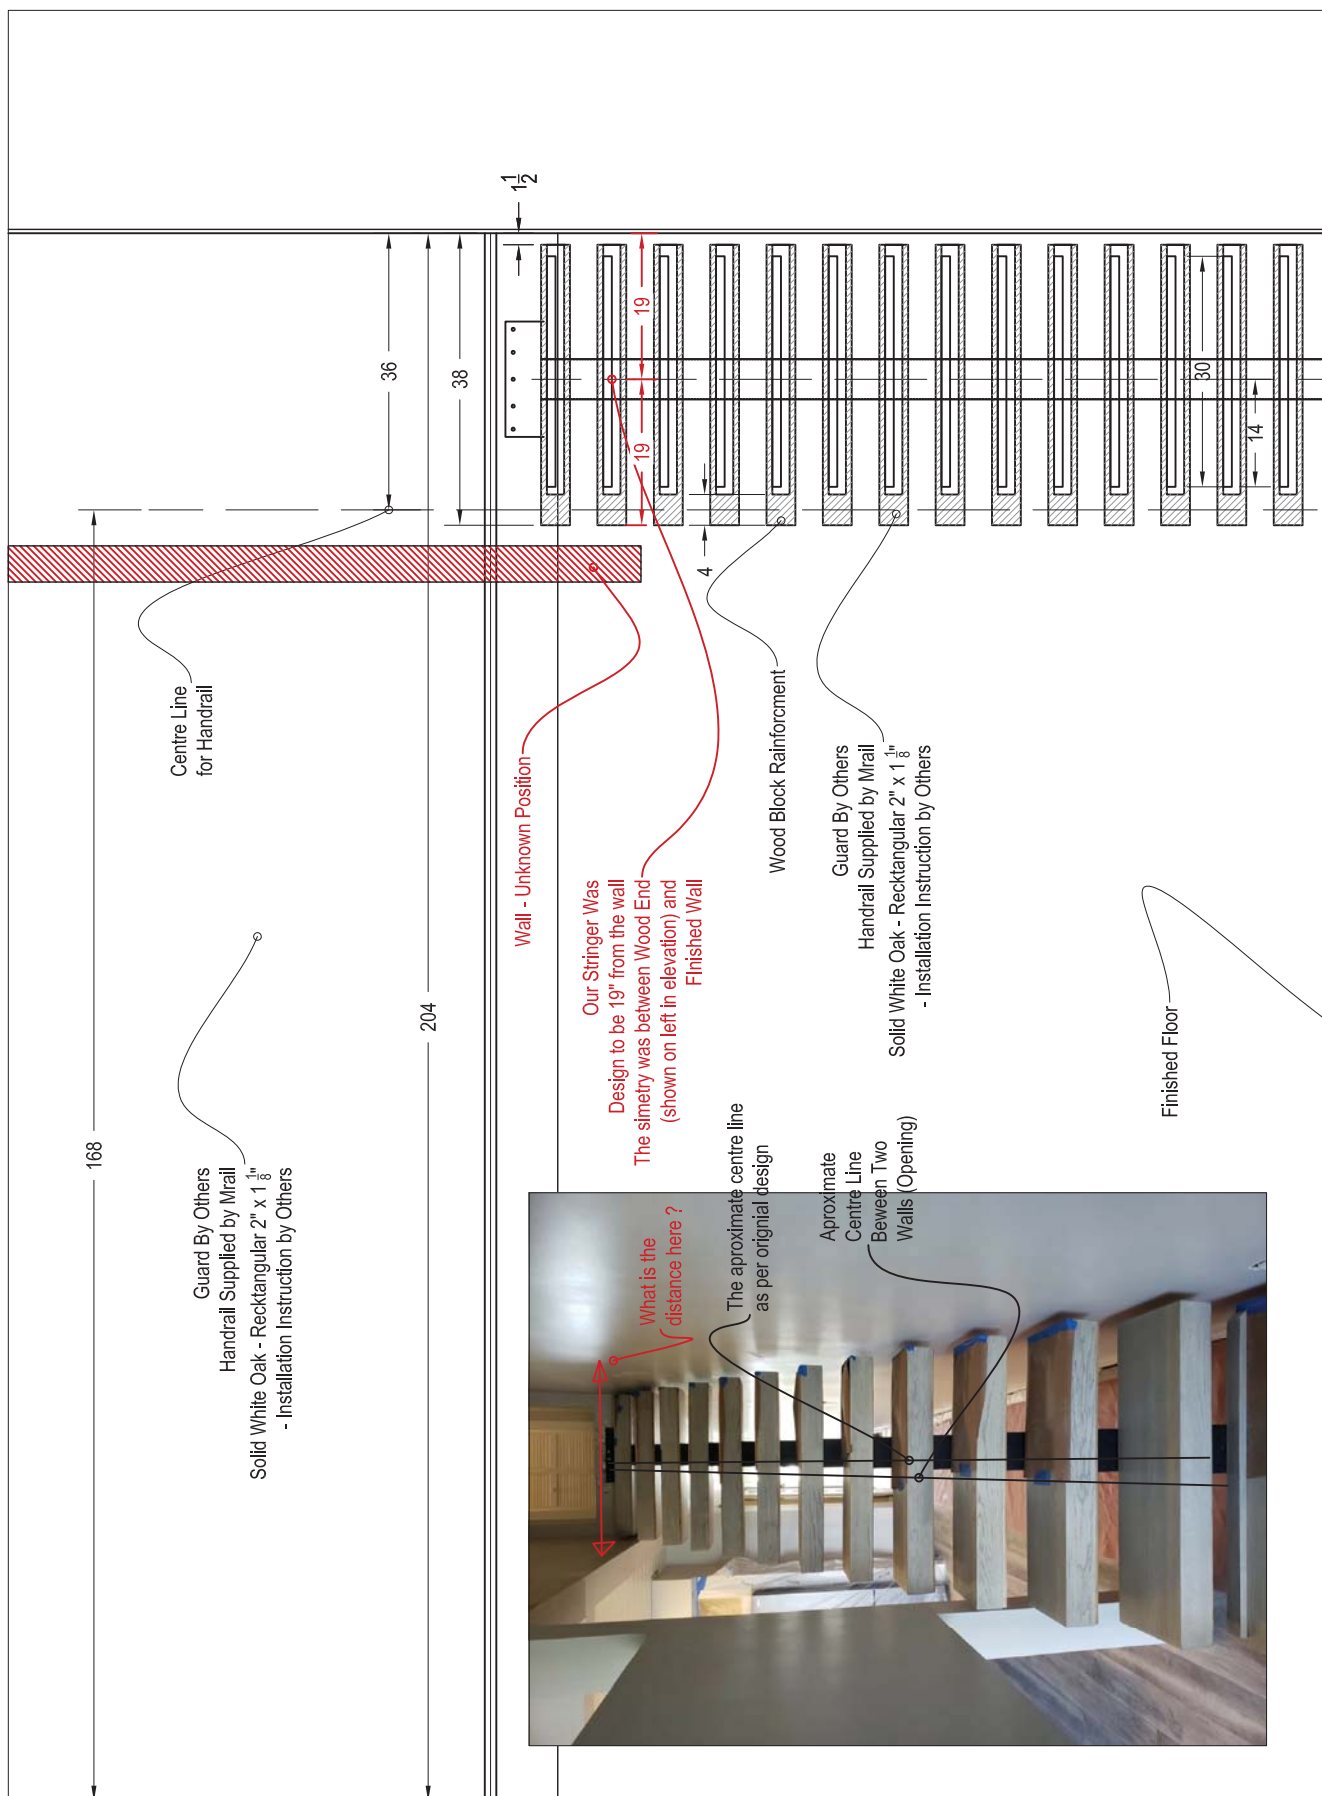 168
204
36
38
1 1/2
19
19
4
30
14
Centre Line
for Handrail
Guard By Others
Handrail Supplied by Mrail
Solid White Oak - Recktangular 2" x 1 1/8"
- Installation Instruction by Others
Wall - Unknown Position
Our Stringer Was
Design to be 19" from the wall
The simetry was between Wood End
(shown on left in elevation) and
FInished Wall
Wood Block Rainforcment
Guard By Others
Handrail Supplied by Mrail
Solid White Oak - Recktangular 2" x 1 1/8"
- Installation Instruction by Others
Finished Floor
What is the
distance here ?
The aproximate centre line
as per orignial design
Aproximate
Centre Line
Beween Two
Walls (Opening)